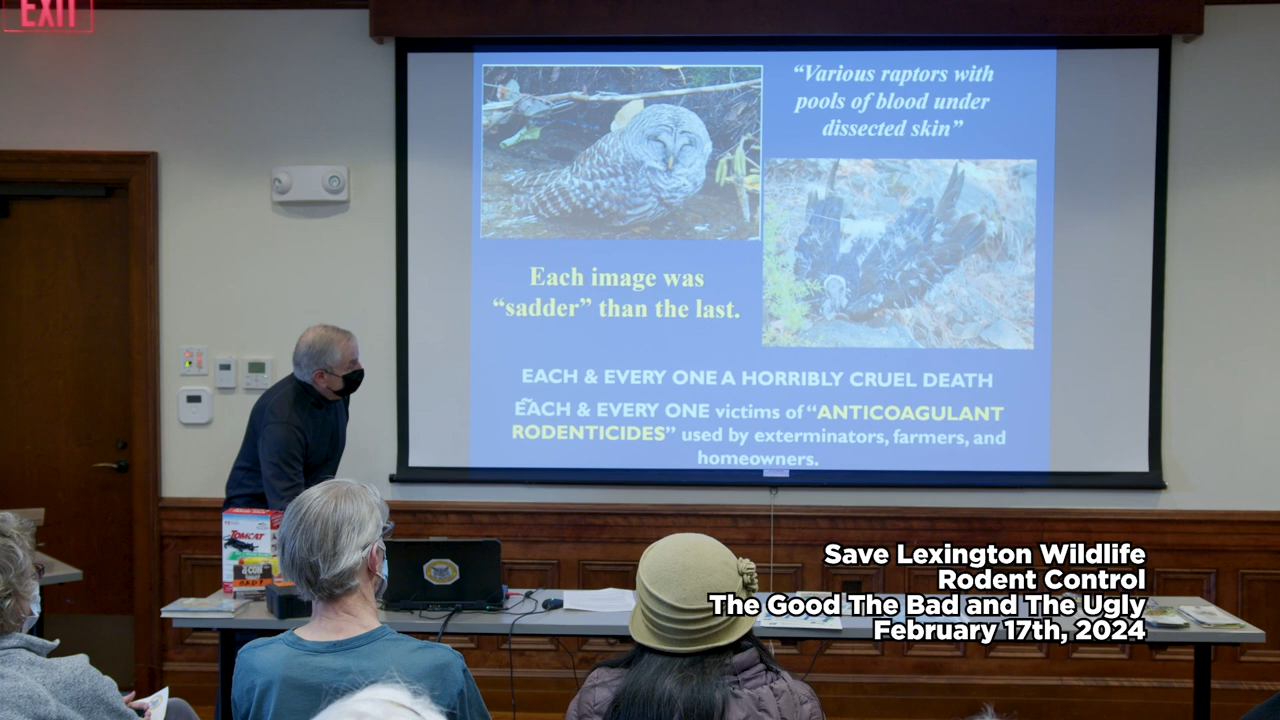 EXIT
“Various raptors with
pools of blood under
dissected skin”
Each image was
“sadder” than the last.
EACH & EVERY ONE A HORRIBLY CRUEL DEATH
EACH & EVERY ONE victims of “ANTICOAGULANT
RODENTICIDES” used by exterminators, farmers, and
homeowners.
TOMCAT
d-CON
Save Lexington Wildlife
Rodent Control
The Good The Bad and The Ugly
February 17th, 2024